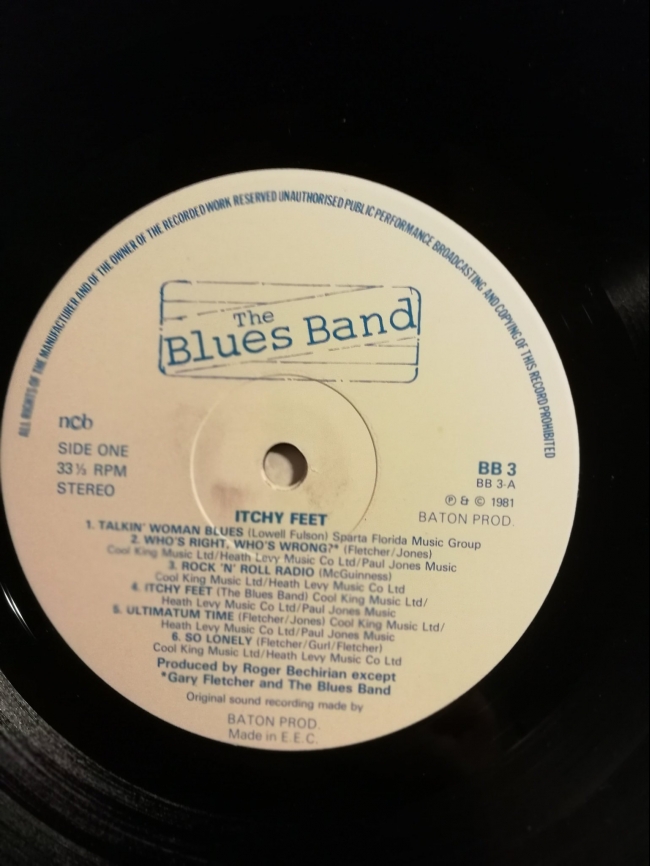 ALL RIGHTS OF THE MANUFACTURER AND OF THE OWNER OF THE RECORDED WORK RESERVED UNAUTHORISED PUBLIC PERFORMANCE BROADCASTING AND COPYING OF THIS RECORD PROHIBITED
The
Blues Band
ncb
SIDE ONE
33⅓ RPM
STEREO
BB 3
BB 3-A
℗ & © 1981
BATON PROD.
ITCHY FEET
1. TALKIN' WOMAN BLUES (Lowell Fulson) Sparta Florida Music Group
2. WHO'S RIGHT, WHO'S WRONG?* (Fletcher/Jones)
Cool King Music Ltd/Heath Levy Music Co Ltd/Paul Jones Music
3. ROCK 'N' ROLL RADIO (McGuinness)
Cool King Music Ltd/Heath Levy Music Co Ltd
4. ITCHY FEET (The Blues Band) Cool King Music Ltd/
Heath Levy Music Co Ltd/Paul Jones Music
5. ULTIMATUM TIME (Fletcher/Jones) Cool King Music Ltd/
Heath Levy Music Co Ltd/Paul Jones Music
6. SO LONELY (Fletcher/Gurl/Fletcher)
Cool King Music Ltd/Heath Levy Music Co Ltd
Produced by Roger Bechirian except
*Gary Fletcher and The Blues Band
Original sound recording made by
BATON PROD.
Made in E.E.C.